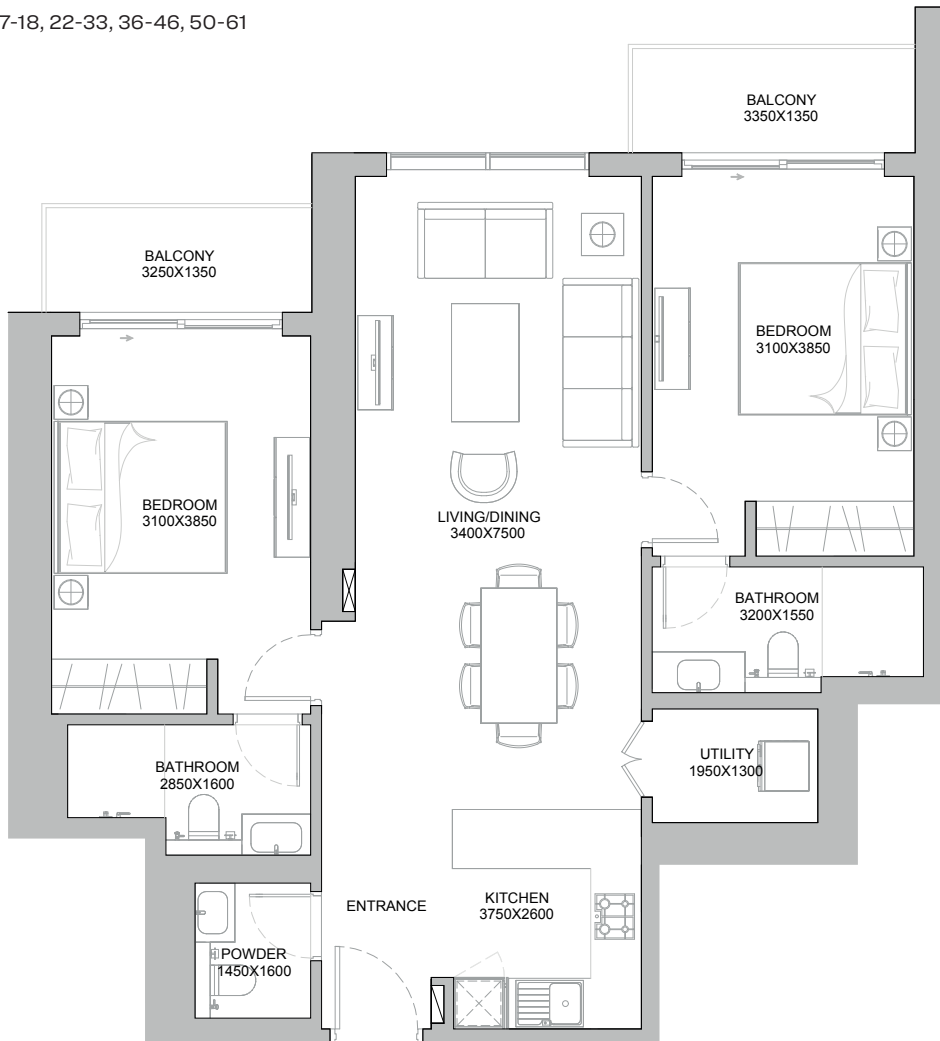 7-18, 22-33, 36-46, 50-61
BALCONY
3350X1350
BALCONY
3250X1350
BEDROOM
3100X3850
BEDROOM
3100X3850
LIVING/DINING
3400X7500
BATHROOM
3200X1550
UTILITY
1950X1300
BATHROOM
2850X1600
ENTRANCE
KITCHEN
3750X2600
POWDER
1450X1600